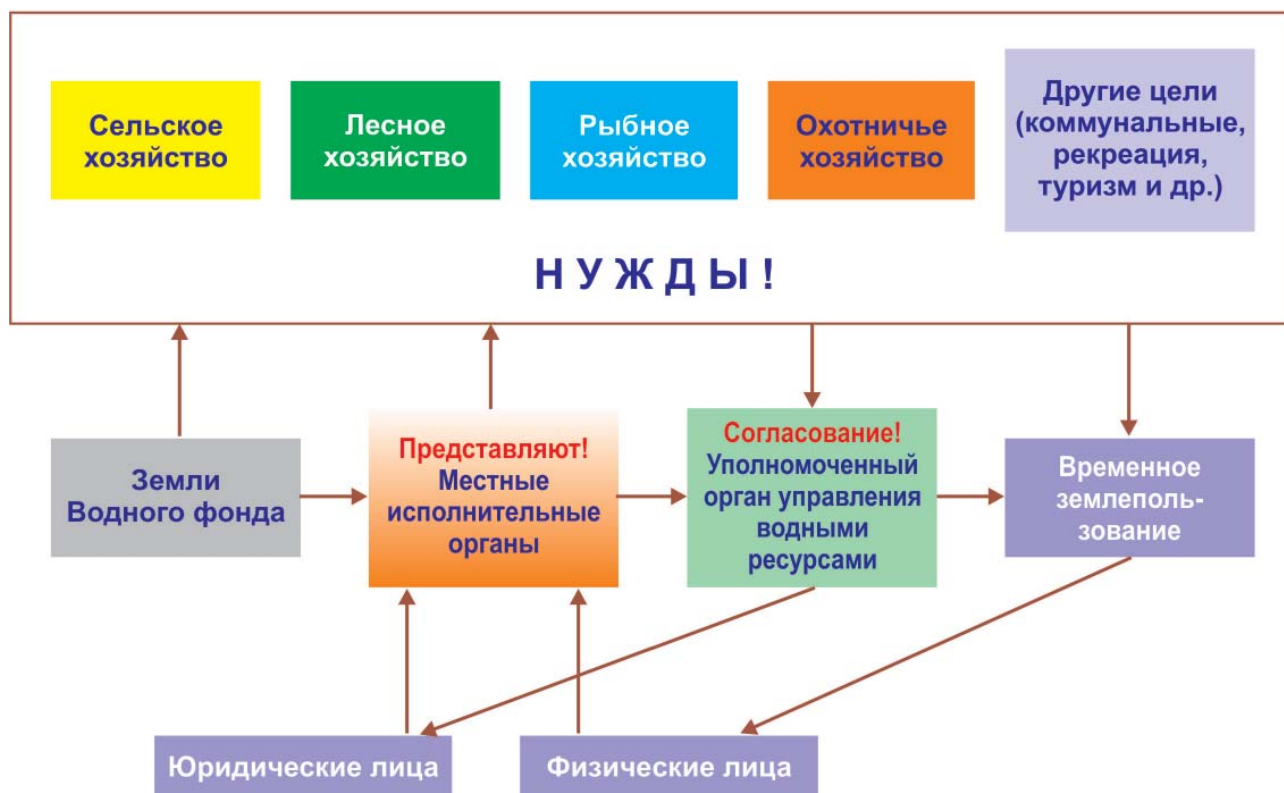 Сельское
хозяйство
Лесное
хозяйство
Рыбное
хозяйство
Охотничье
хозяйство
Другие цели
(коммунальные,
рекреация,
туризм и др.)
Н У Ж Д Ы !
Земли
Водного фонда
Представляют!
Местные
исполнительные
органы
Согласование!
Уполномоченный
орган управления
водными
ресурсами
Временное
землеполь-
зование
Юридические лица
Физические лица